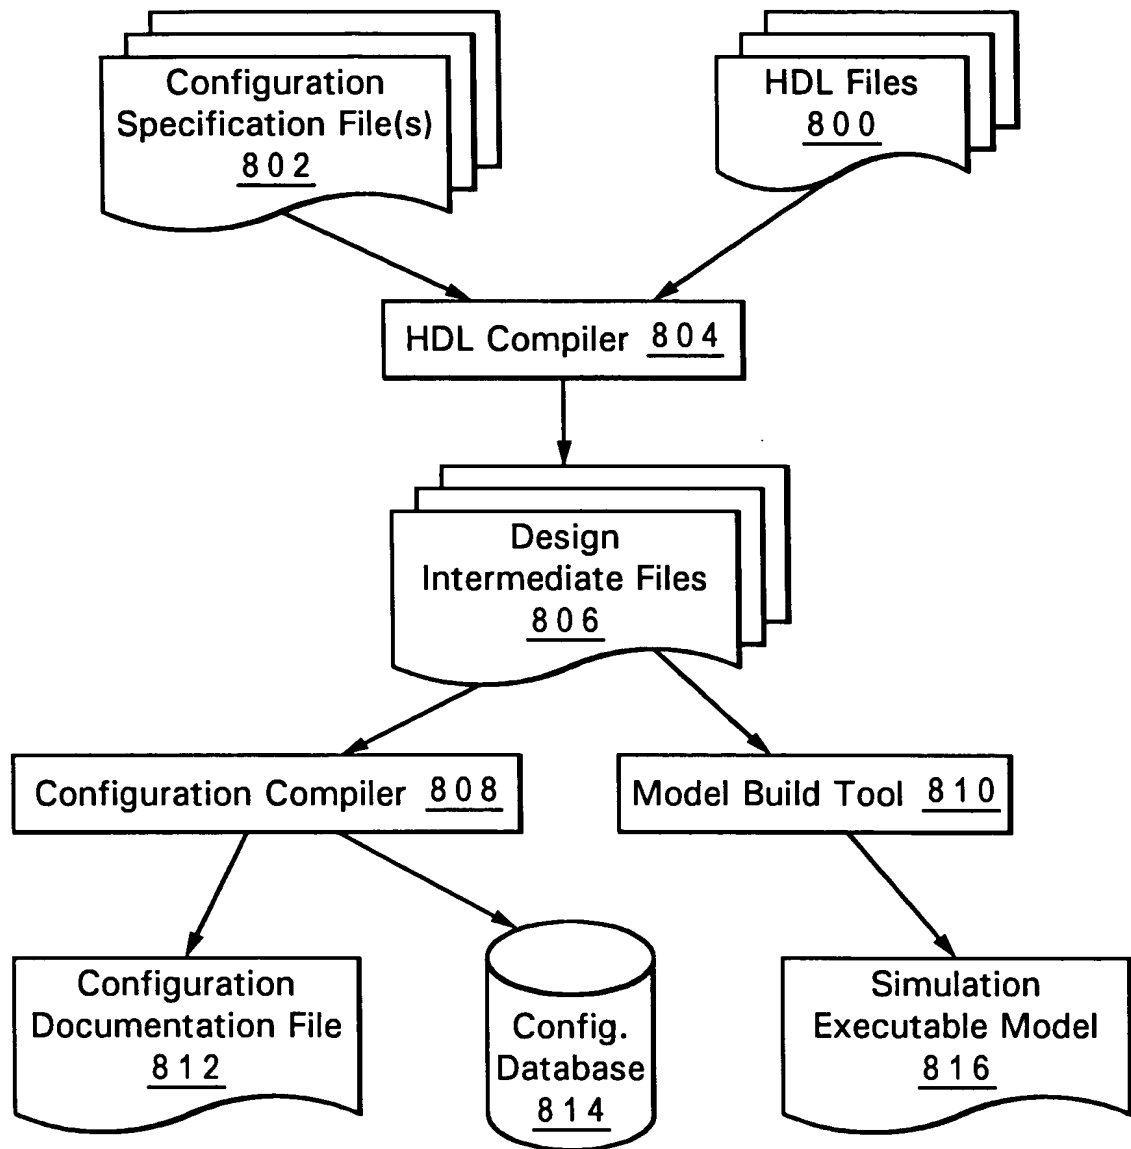 Configuration
Specification File(s)
802
HDL Files
800
HDL Compiler 804
Design
Intermediate Files
806
Configuration Compiler 808
Model Build Tool 810
Configuration
Documentation File
812
Config.
Database
814
Simulation
Executable Model
816